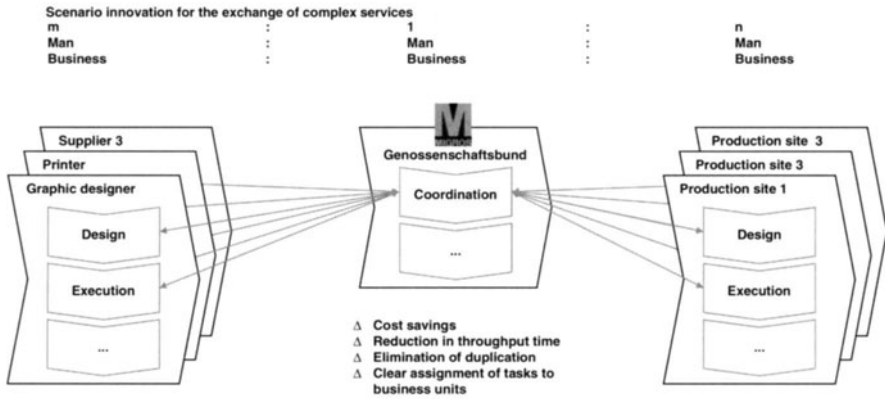 Scenario innovation for the exchange of complex services
m : 1 : n
Man : Man : Man
Business : Business : Business
Supplier 3
Printer
Graphic designer
Design
Execution
...
M
MIGROS
Genossenschaftsbund
Coordination
...
Production site 3
Production site 3
Production site 1
Design
Execution
...
Δ Cost savings
Δ Reduction in throughput time
Δ Elimination of duplication
Δ Clear assignment of tasks to
business units